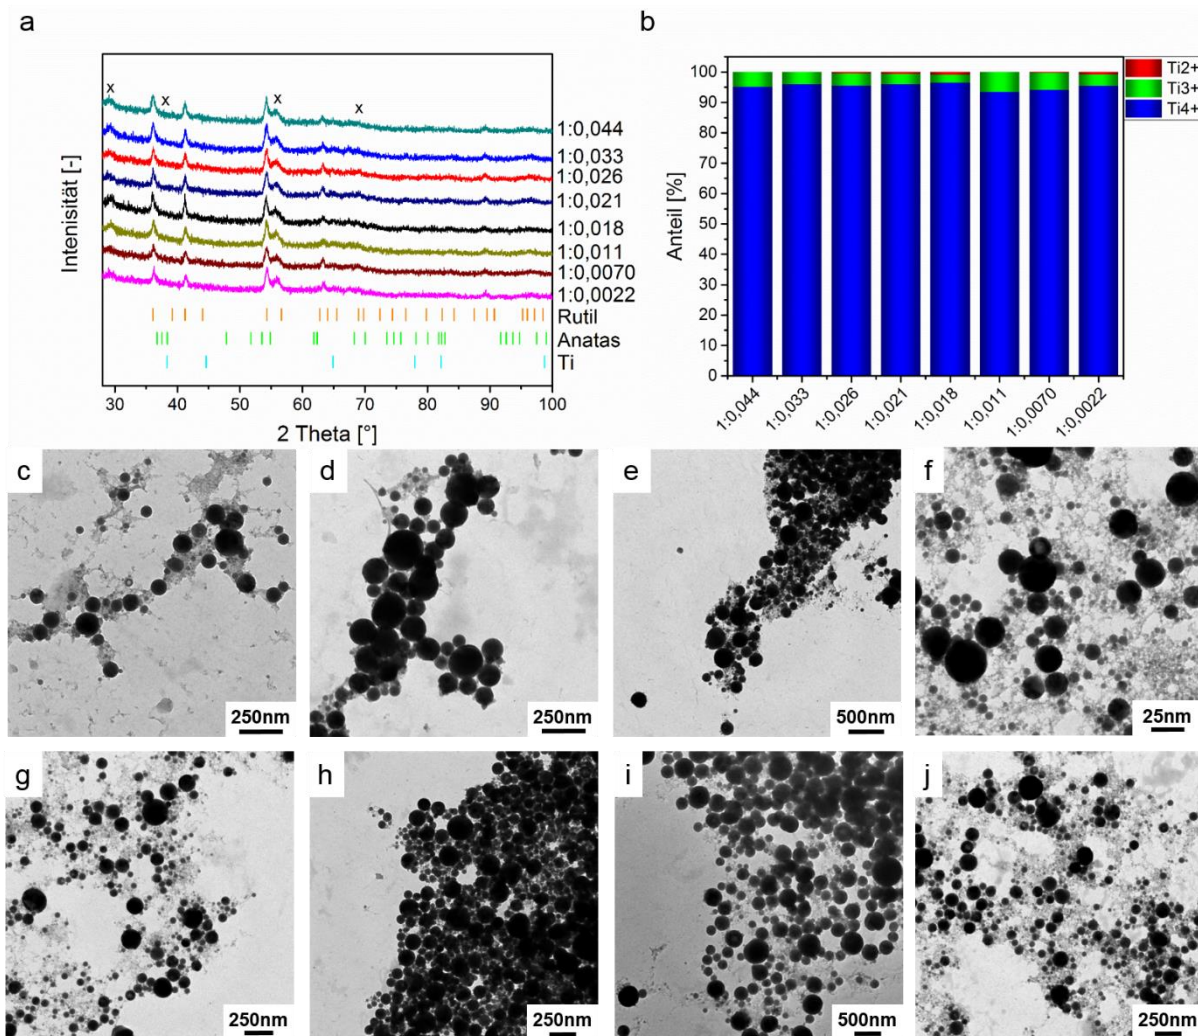 a
x
x
x
x
1:0,044
1:0,033
1:0,026
1:0,021
1:0,018
1:0,011
1:0,0070
1:0,0022
Rutil
Anatas
Ti
Intenisität [-]
30 40 50 60 70 80 90 100
2 Theta [°]
b
Ti2+
Ti3+
Ti4+
100
90
80
70
60
50
40
30
20
10
0
Anteil [%]
1:0,044 1:0,033 1:0,026 1:0,021 1:0,018 1:0,011 1:0,0070 1:0,0022
c
250nm
d
250nm
e
500nm
f
25nm
g
250nm
h
250nm
i
500nm
j
250nm